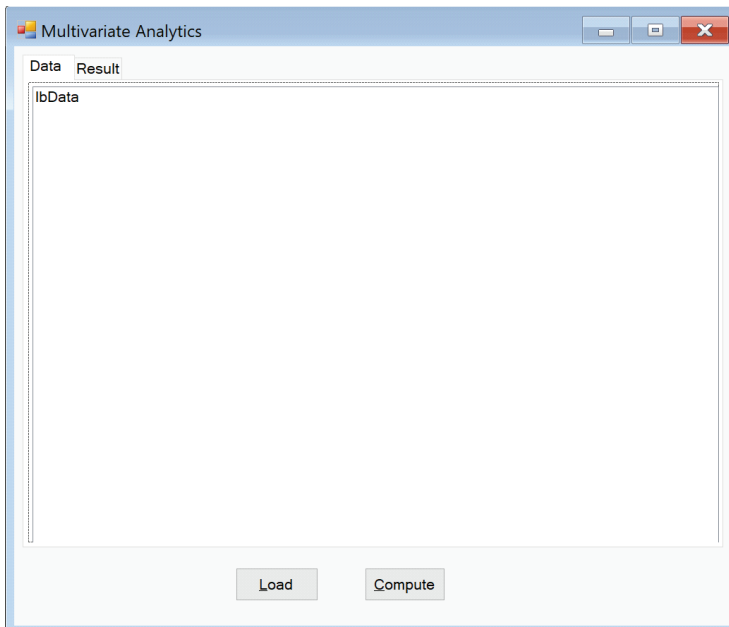 Multivariate Analytics
Data Result
lbData
Load Compute